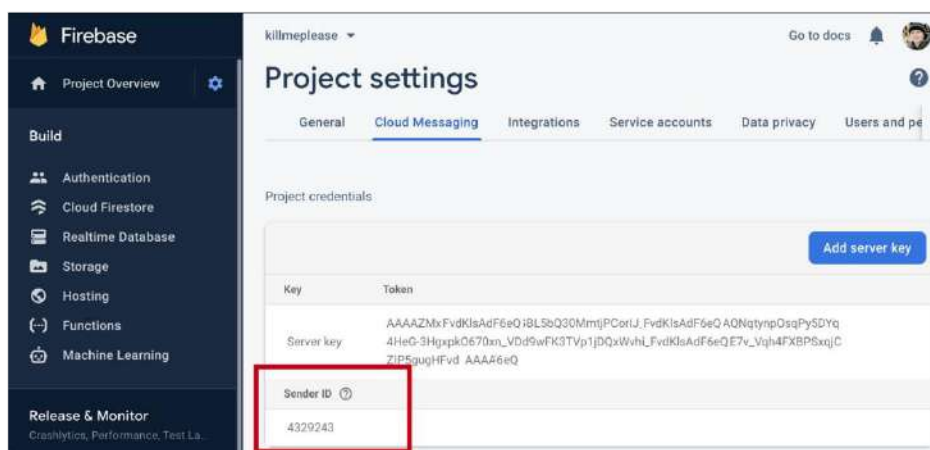 Firebase
killmeplease
Go to docs
Project Overview
Project settings
General
Cloud Messaging
Integrations
Service accounts
Data privacy
Users and pe
Build
Authentication
Cloud Firestore
Realtime Database
Storage
Hosting
Functions
Machine Learning
Project credentials
Add server key
Key
Token
Server key
Sender ID
4329243
Release & Monitor
Crashlytics, Performance, Test La...